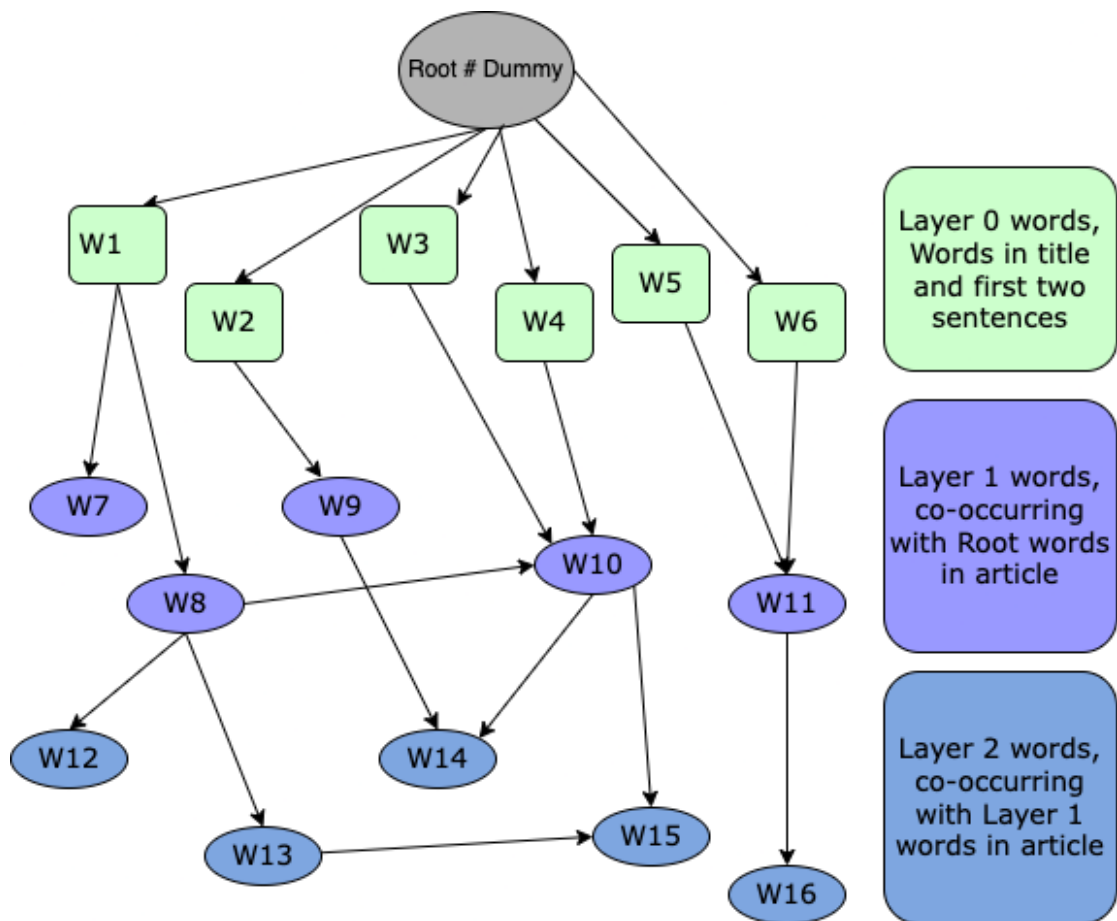 Root # Dummy
W1
W2
W3
W4
W5
W6
Layer 0 words,
Words in title
and first two
sentences
W7
W8
W9
W10
W11
Layer 1 words,
co-occurring
with Root words
in article
W12
W13
W14
W15
W16
Layer 2 words,
co-occurring
with Layer 1
words in article